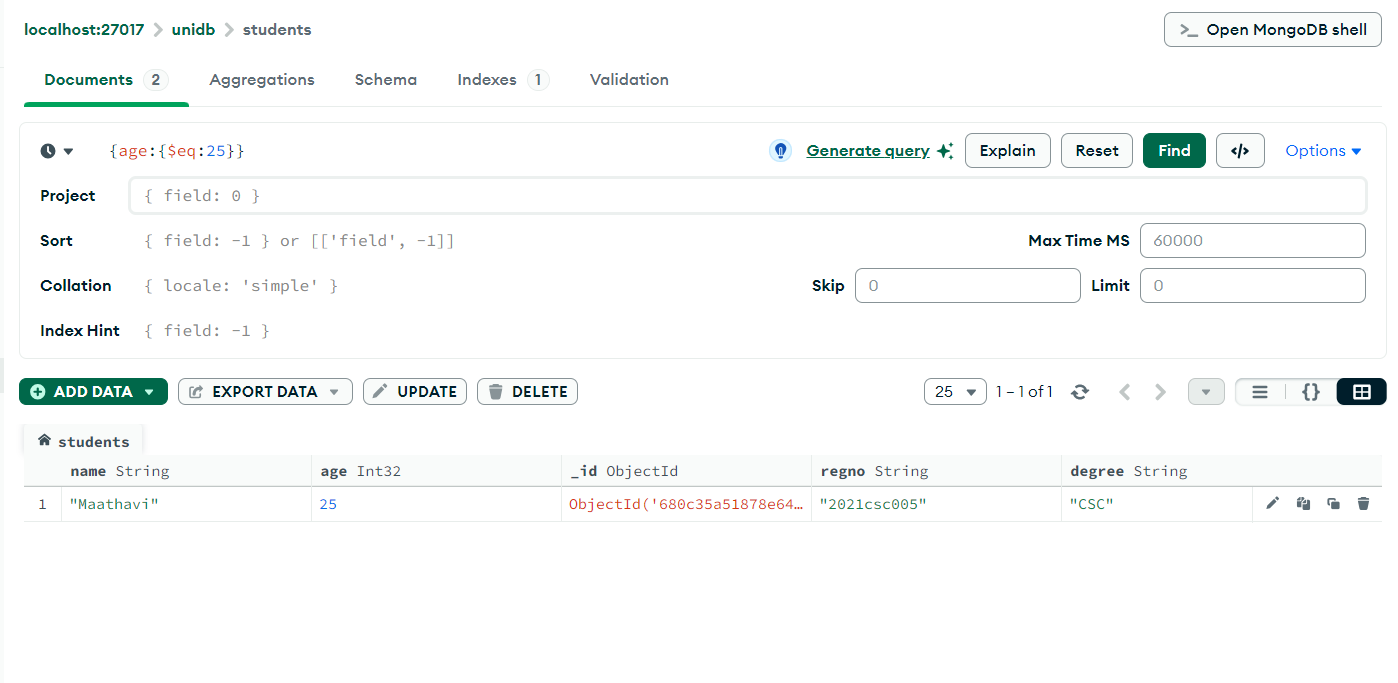 localhost:27017 > unidb > students
>_ Open MongoDB shell
Documents 2 Aggregations Schema Indexes 1 Validation
{age:{$eq:25}} Generate query Explain Reset Find </> Options
Project { field: 0 }
Sort { field: -1 } or [['field', -1]] Max Time MS 60000
Collation { locale: 'simple' } Skip 0 Limit 0
Index Hint { field: -1 }
ADD DATA EXPORT DATA UPDATE DELETE 25 1 – 1 of 1 {}
students
name String age Int32 _id ObjectId regno String degree String
1 "Maathavi" 25 ObjectId('680c35a51878e64… "2021csc005" "CSC"